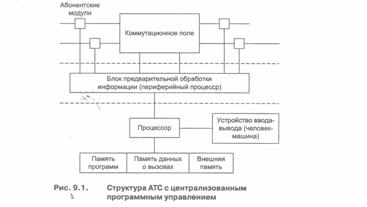 Абонентские
модули
Коммутационное поле
Блок предварительной обработки
информации (периферийный процессор)
Процессор
Устройство ввода-
вывода (человек-
машина)
Память
программ
Память данных
о вызовах
Внешняя
память
Рис. 9.1. Структура АТС с централизованным
программным управлением